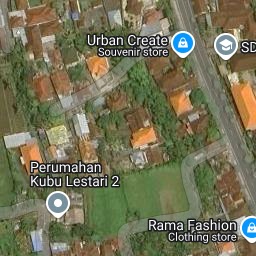 Urban Create
Souvenir store
SD
Perumahan
Kubu Lestari 2
Rama Fashion
Clothing store